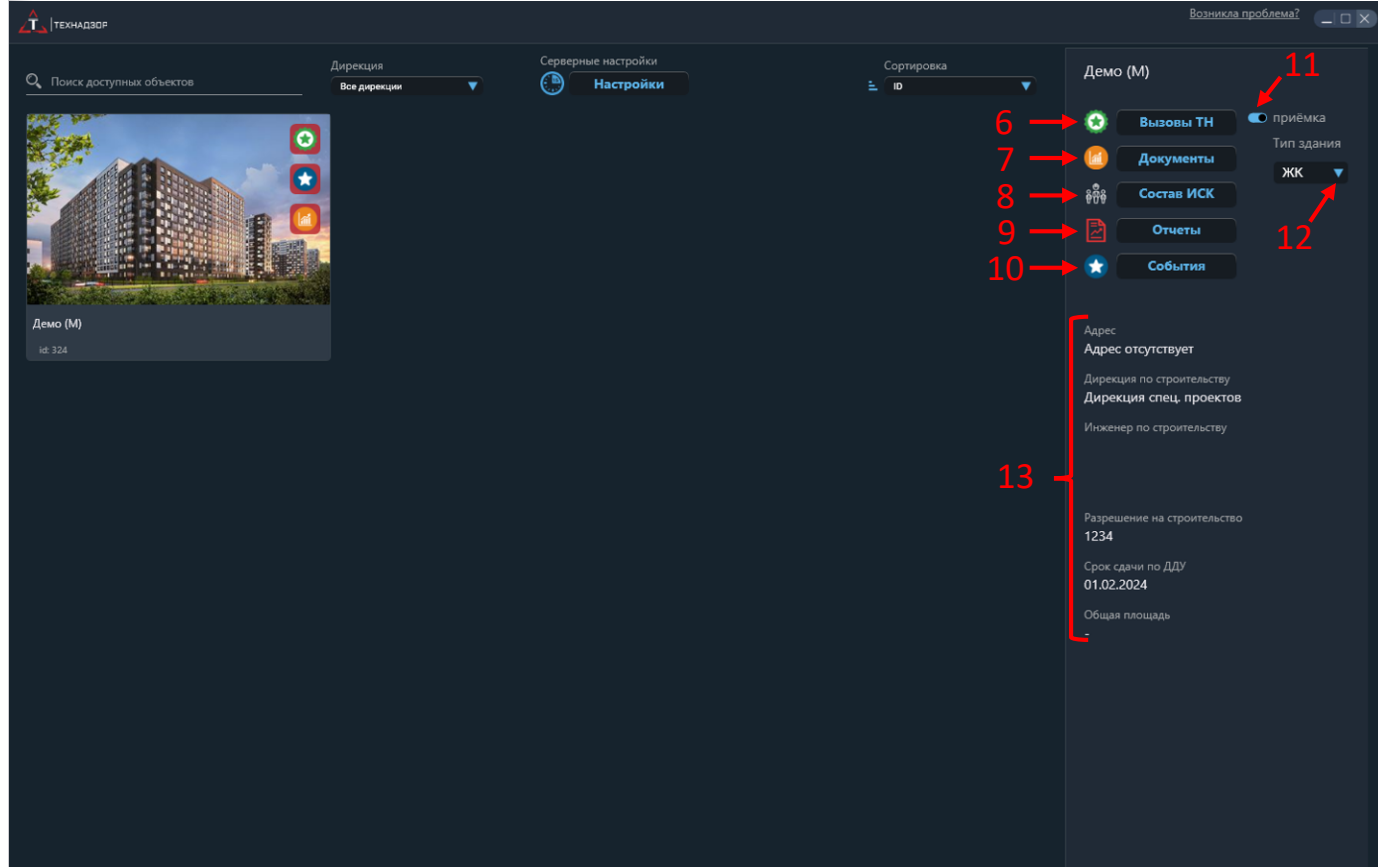 Т ТЕХНАДЗОР
Возникла проблема?
Поиск доступных объектов
Дирекция
Все дирекции
Серверные настройки
Настройки
Сортировка
ID
Демо (М)
id: 324
Демо (М)
11
6 Вызовы ТН
приёмка
7 Документы
Тип здания
ЖК
8 Состав ИСК
12
9 Отчеты
10 События
13
Адрес
Адрес отсутствует
Дирекция по строительству
Дирекция спец. проектов
Инженер по строительству
Разрешение на строительство
1234
Срок сдачи по ДДУ
01.02.2024
Общая площадь
-